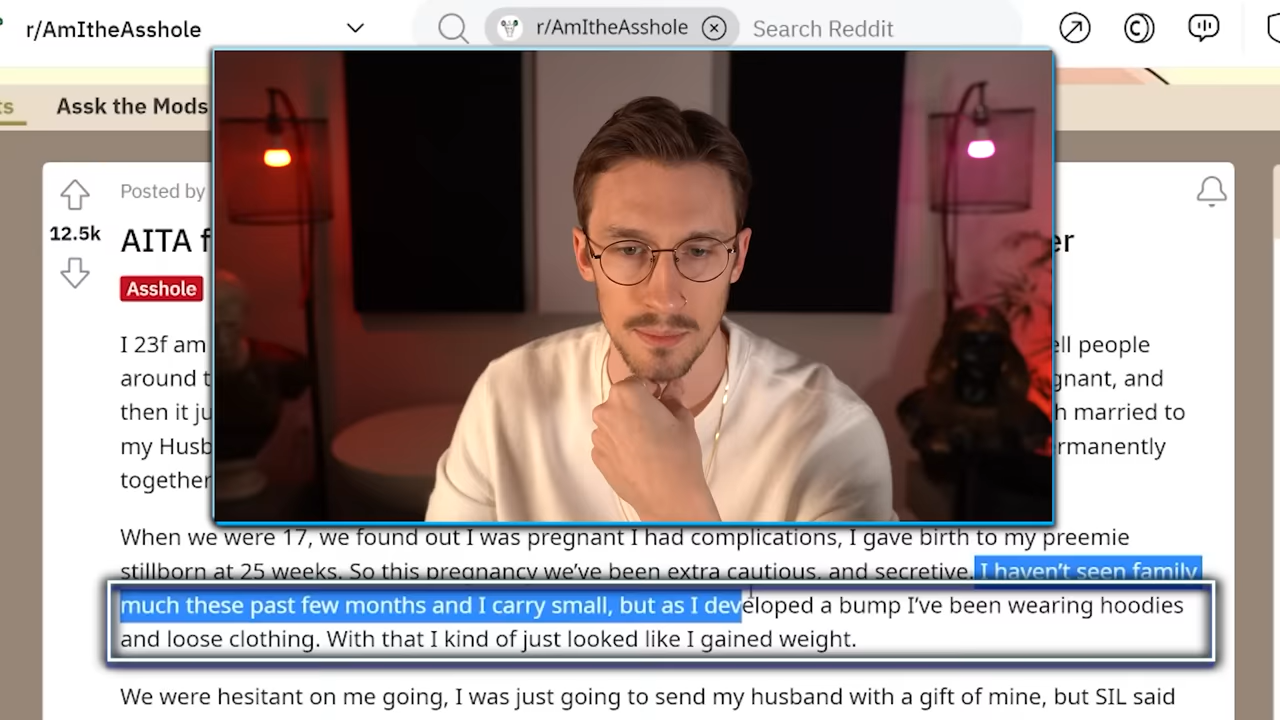 r/AmItheAsshole
r/AmItheAsshole
Search Reddit
ts
Assk the Mods
Posted by
12.5k
AITA f
er
Asshole
I 23f am
ell people
around t
gnant, and
then it ju
h married to
my Husb
ermanently
together
When we were 17, we found out I was pregnant I had complications, I gave birth to my preemie
stillborn at 25 weeks. So this pregnancy we’ve been extra cautious, and secretive. I haven’t seen family
much these past few months and I carry small, but as I developed a bump I’ve been wearing hoodies
and loose clothing. With that I kind of just looked like I gained weight.
We were hesitant on me going, I was just going to send my husband with a gift of mine, but SIL said